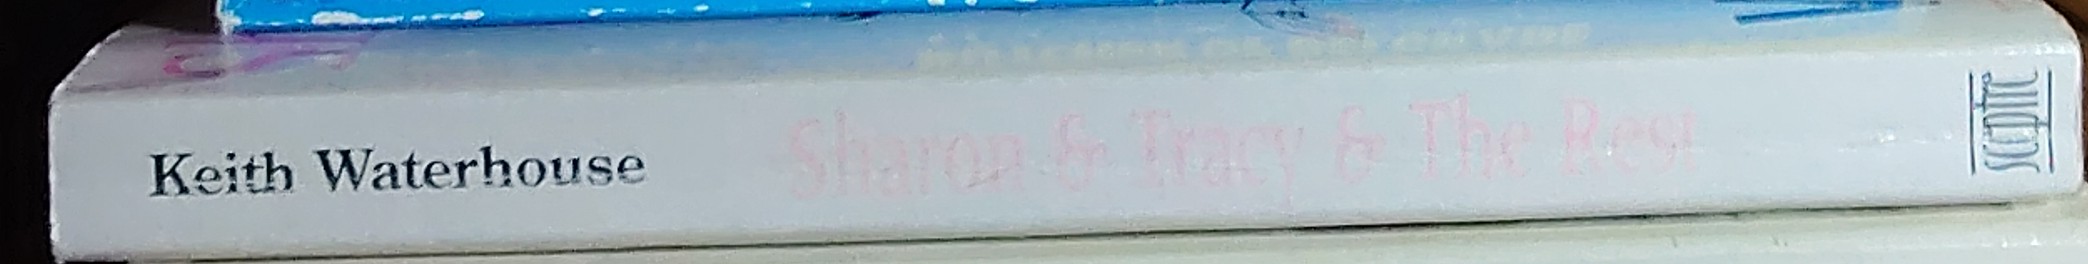 Keith Waterhouse Sharon & Tracy & The Rest
sceptre